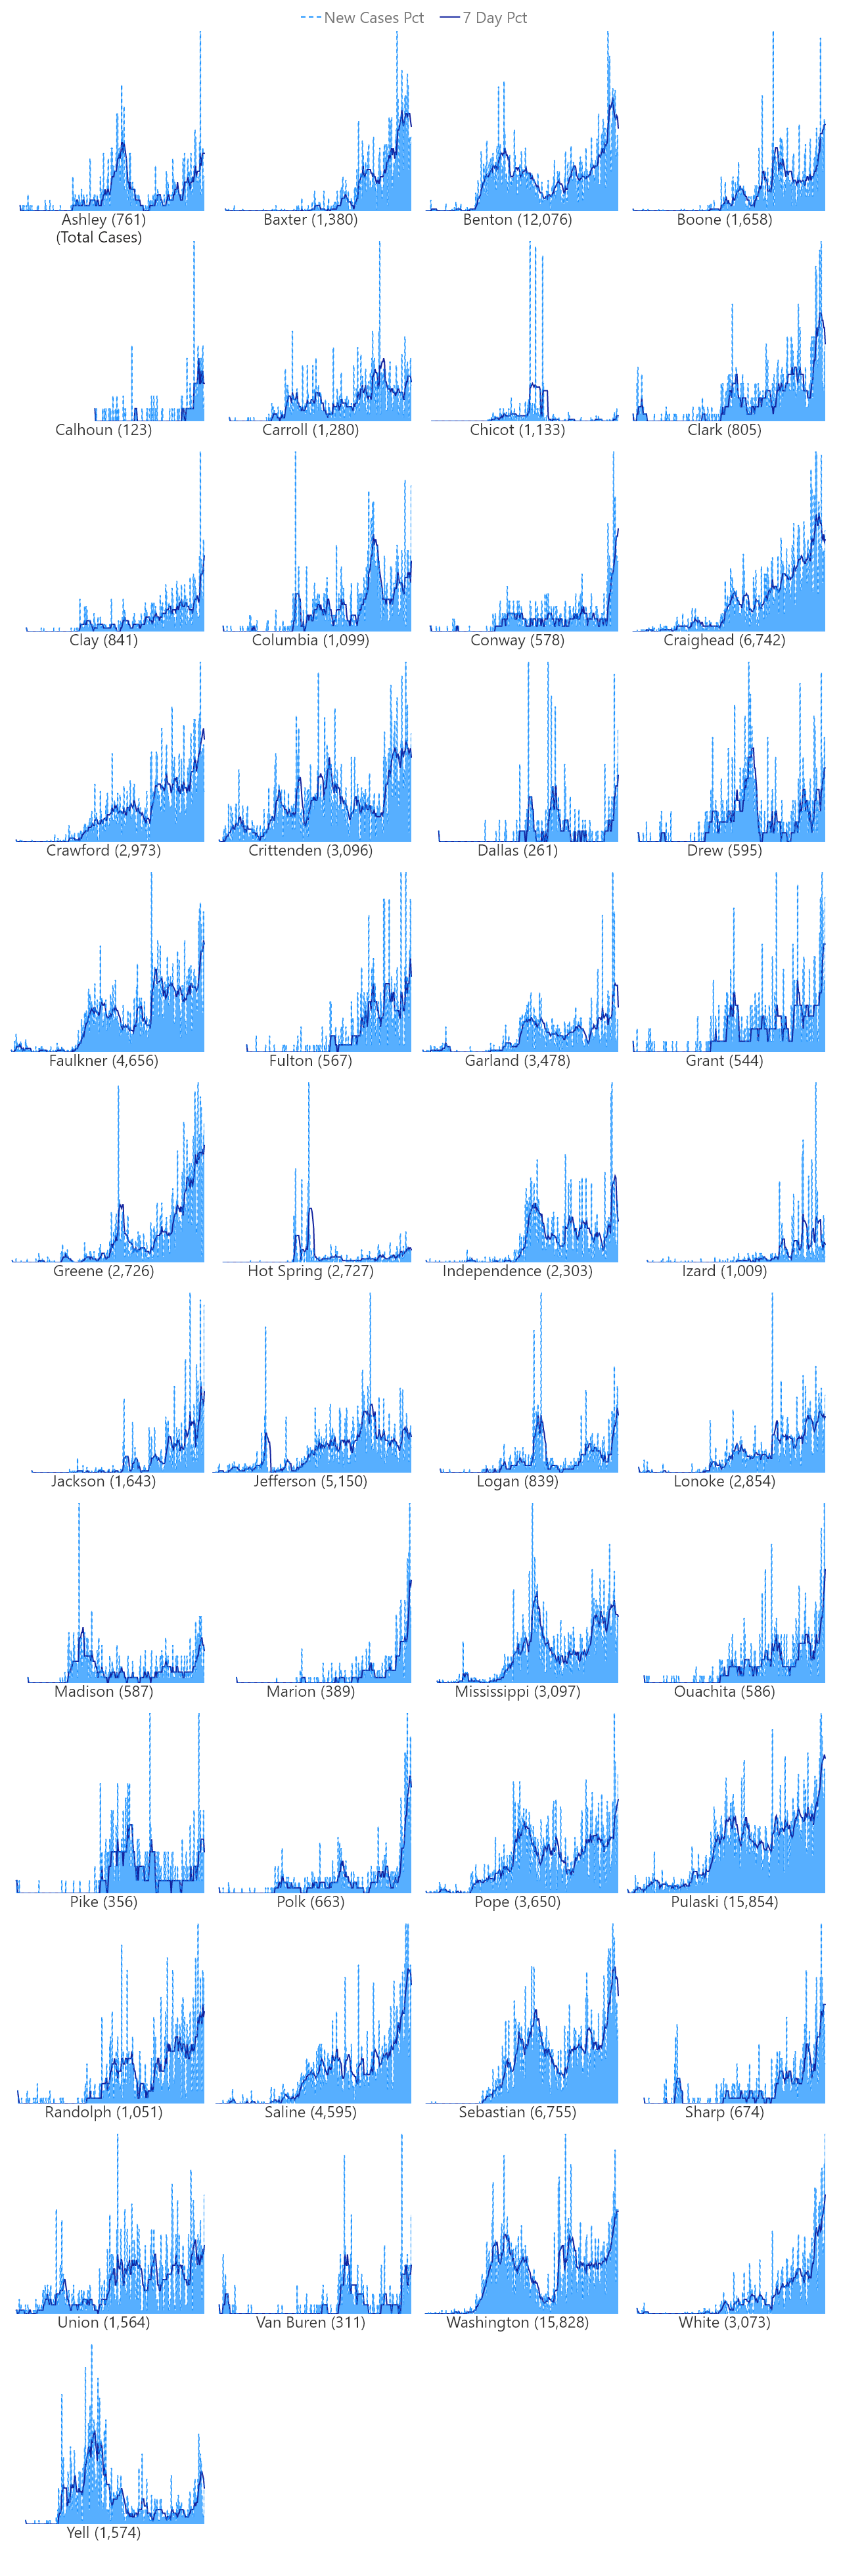 New Cases Pct 7 Day Pct
Ashley (761) Baxter (1,380) Benton (12,076) Boone (1,658)
(Total Cases)
Calhoun (123) Carroll (1,280) Chicot (1,133) Clark (805)
Clay (841) Columbia (1,099) Conway (578) Craighead (6,742)
Crawford (2,973) Crittenden (3,096) Dallas (261) Drew (595)
Faulkner (4,656) Fulton (567) Garland (3,478) Grant (544)
Greene (2,726) Hot Spring (2,727) Independence (2,303) Izard (1,009)
Jackson (1,643) Jefferson (5,150) Logan (839) Lonoke (2,854)
Madison (587) Marion (389) Mississippi (3,097) Ouachita (586)
Pike (356) Polk (663) Pope (3,650) Pulaski (15,854)
Randolph (1,051) Saline (4,595) Sebastian (6,755) Sharp (674)
Union (1,564) Van Buren (311) Washington (15,828) White (3,073)
Yell (1,574)